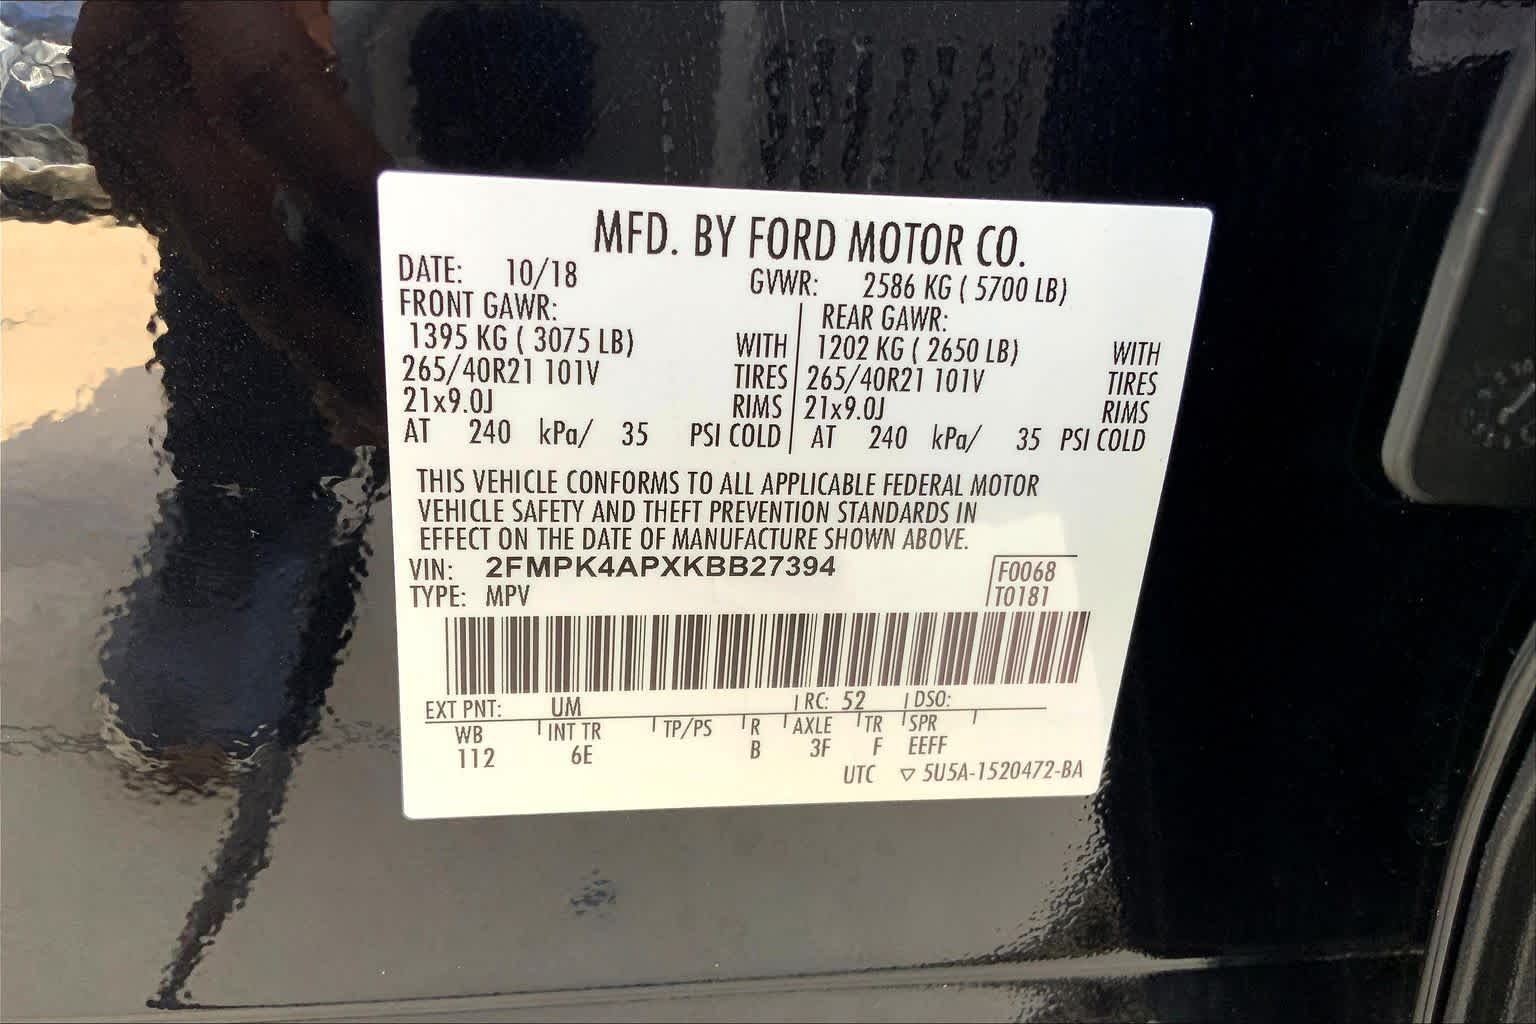 MFD. BY FORD MOTOR CO.
DATE: 10/18 GVWR: 2586 KG ( 5700 LB)
FRONT GAWR: REAR GAWR:
1395 KG ( 3075 LB) WITH 1202 KG ( 2650 LB) WITH
265/40R21 101V TIRES 265/40R21 101V TIRES
21x9.0J RIMS 21x9.0J RIMS
AT 240 kPa/ 35 PSI COLD AT 240 kPa/ 35 PSI COLD
THIS VEHICLE CONFORMS TO ALL APPLICABLE FEDERAL MOTOR
VEHICLE SAFETY AND THEFT PREVENTION STANDARDS IN
EFFECT ON THE DATE OF MANUFACTURE SHOWN ABOVE.
VIN: 2FMPK4APXKBB27394 F0068
TYPE: MPV T0181
EXT PNT: UM RC: 52 DSO:
WB INT TR TP/PS R AXLE TR SPR
112 6E B 3F F EEFF
UTC ▽ 5U5A-1520472-BA